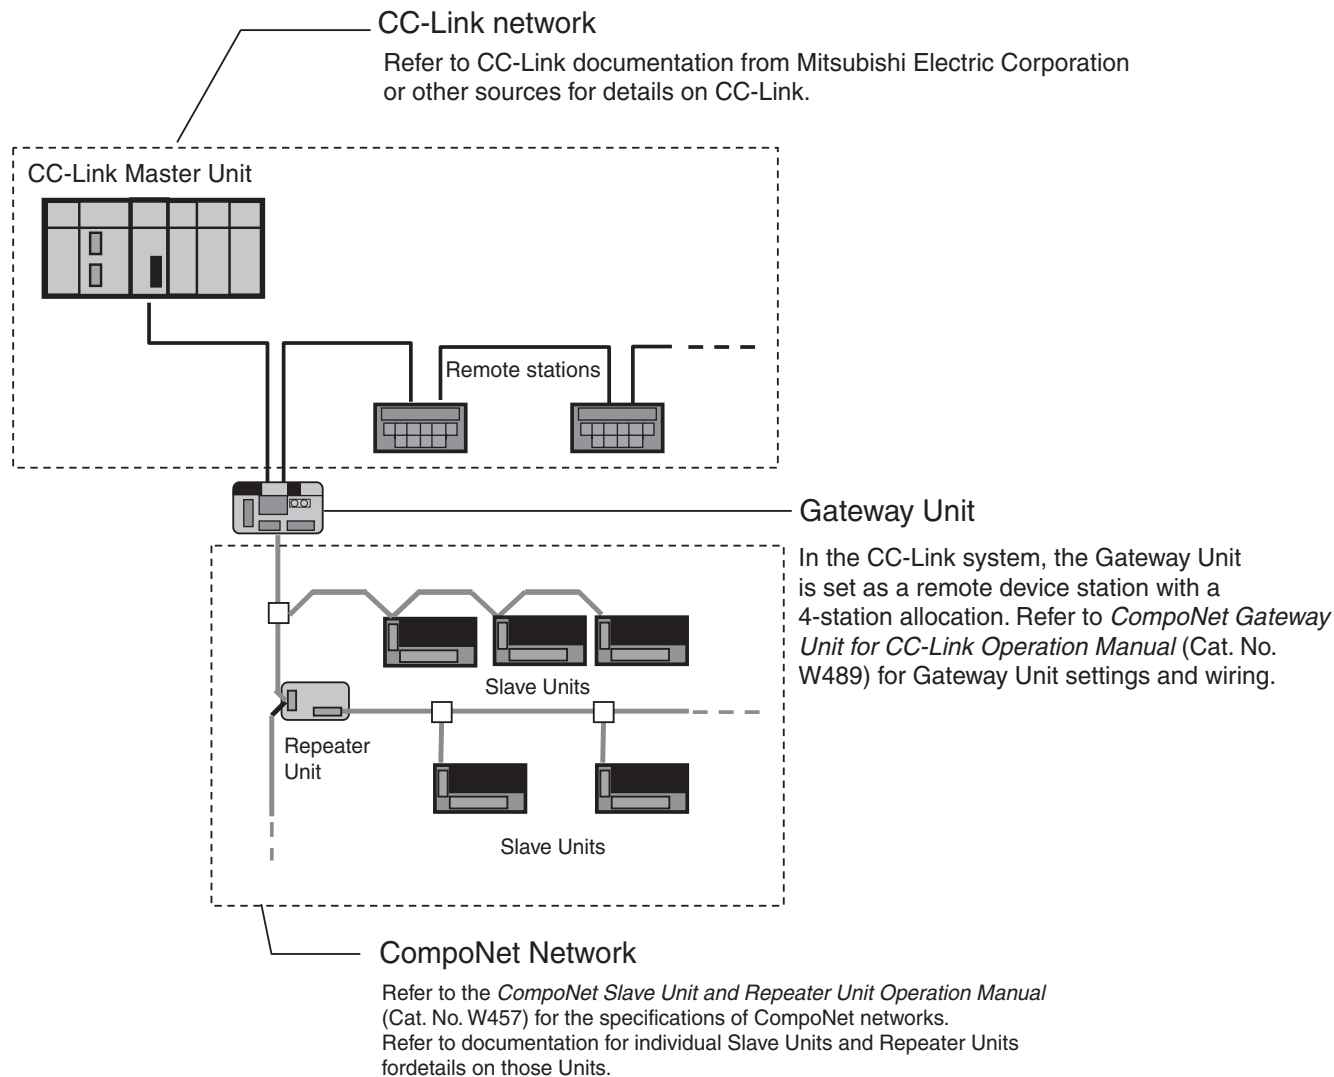 CC-Link network
Refer to CC-Link documentation from Mitsubishi Electric Corporation
or other sources for details on CC-Link.
CC-Link Master Unit
Remote stations
Gateway Unit
In the CC-Link system, the Gateway Unit
is set as a remote device station with a
4-station allocation. Refer to CompoNet Gateway
Unit for CC-Link Operation Manual (Cat. No.
W489) for Gateway Unit settings and wiring.
Slave Units
Repeater
Unit
Slave Units
CompoNet Network
Refer to the CompoNet Slave Unit and Repeater Unit Operation Manual
(Cat. No. W457) for the specifications of CompoNet networks.
Refer to documentation for individual Slave Units and Repeater Units
fordetails on those Units.